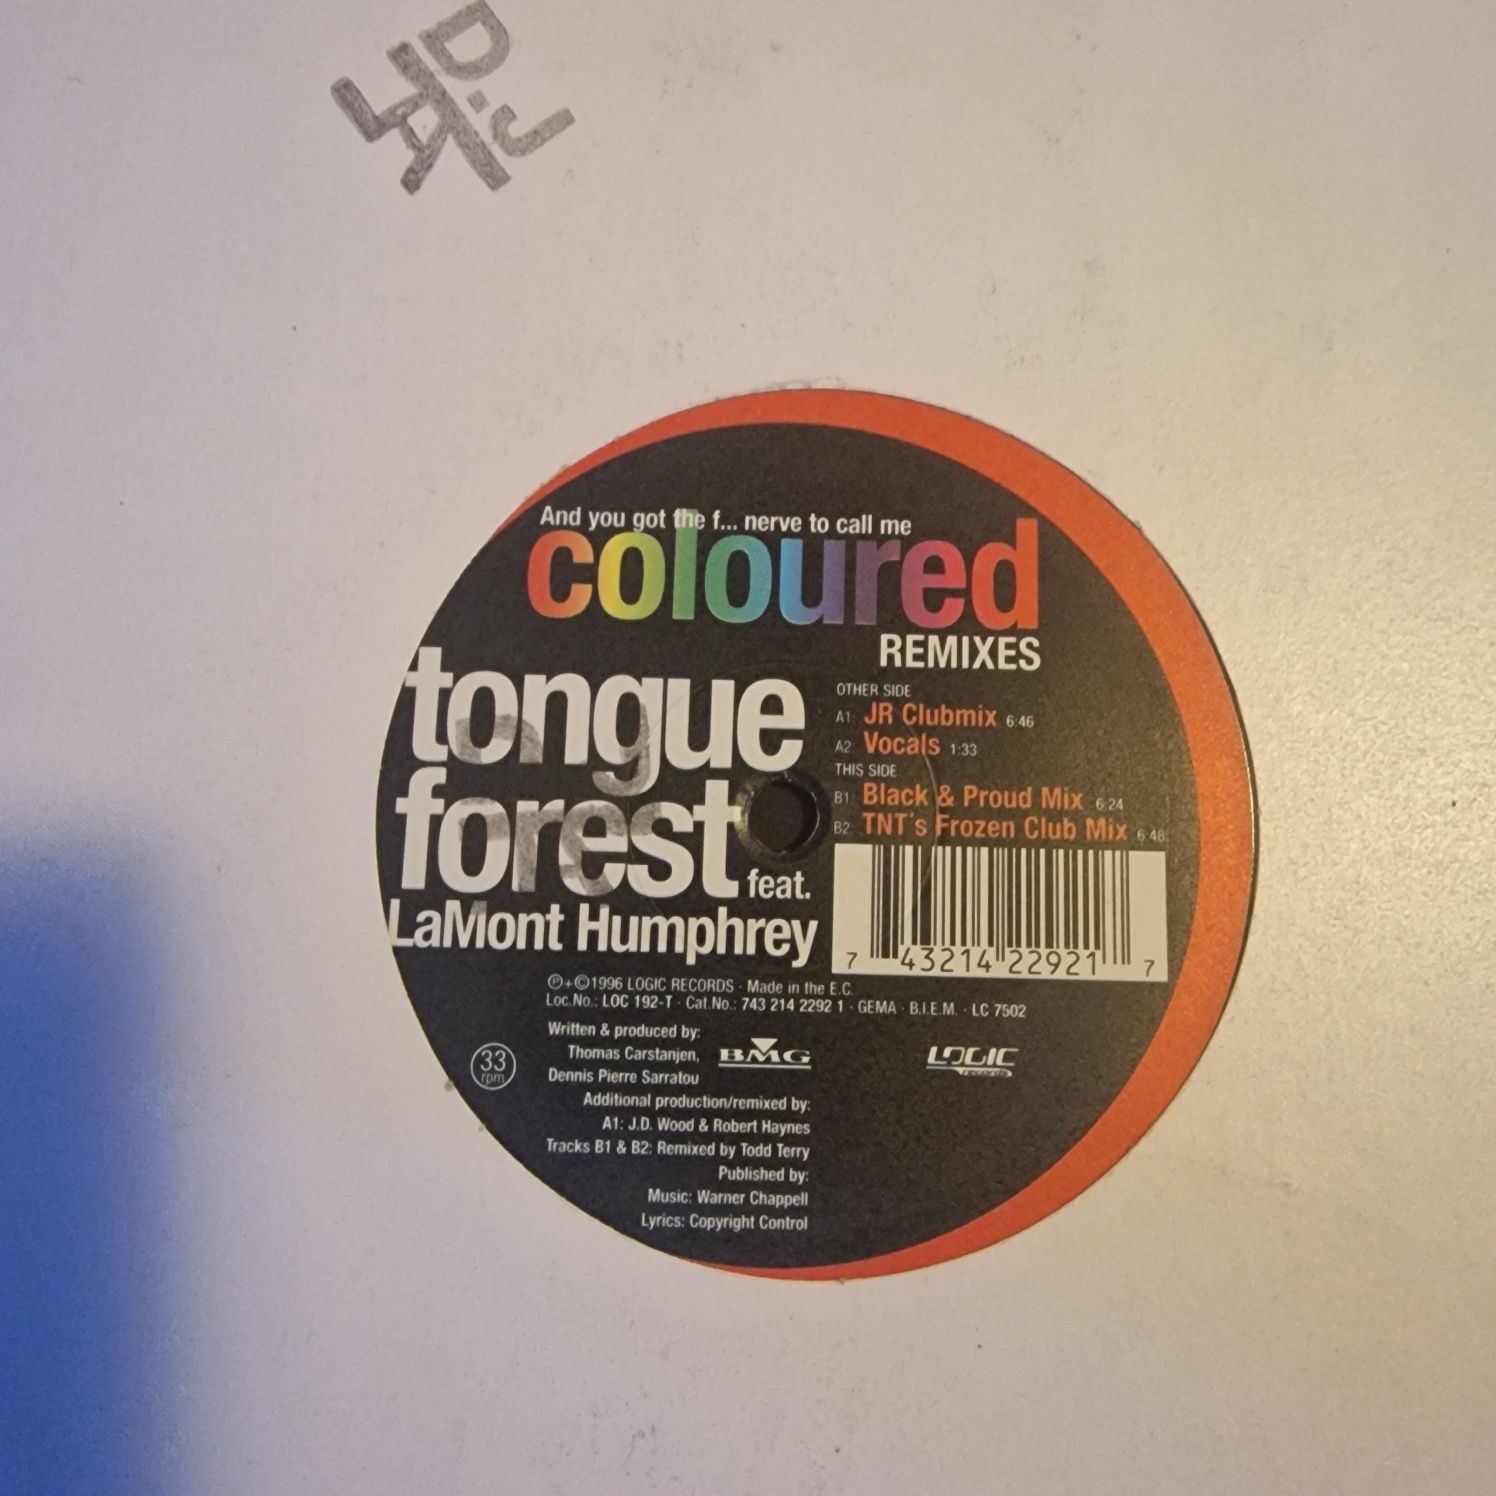 And you got the f... nerve to call me
coloured
REMIXES
tongue
forest feat.
LaMont Humphrey
OTHER SIDE
A1: JR Clubmix 6:46
A2: Vocals 1:33
THIS SIDE
B1: Black & Proud Mix 6:24
B2: TNT´s Frozen Club Mix 6:48
7 43214 22921 7
℗+©1996 LOGIC RECORDS · Made in the E.C.
Loc.No.: LOC 192-T · Cat.No.: 743 214 2292 1 · GEMA · B.I.E.M. · LC 7502
33
rpm
Written & produced by:
Thomas Carstanjen,
Dennis Pierre Sarratou
BMG
LOGIC
records
Additional production/remixed by:
A1: J.D. Wood & Robert Haynes
Tracks B1 & B2: Remixed by Todd Terry
Published by:
Music: Warner Chappell
Lyrics: Copyright Control